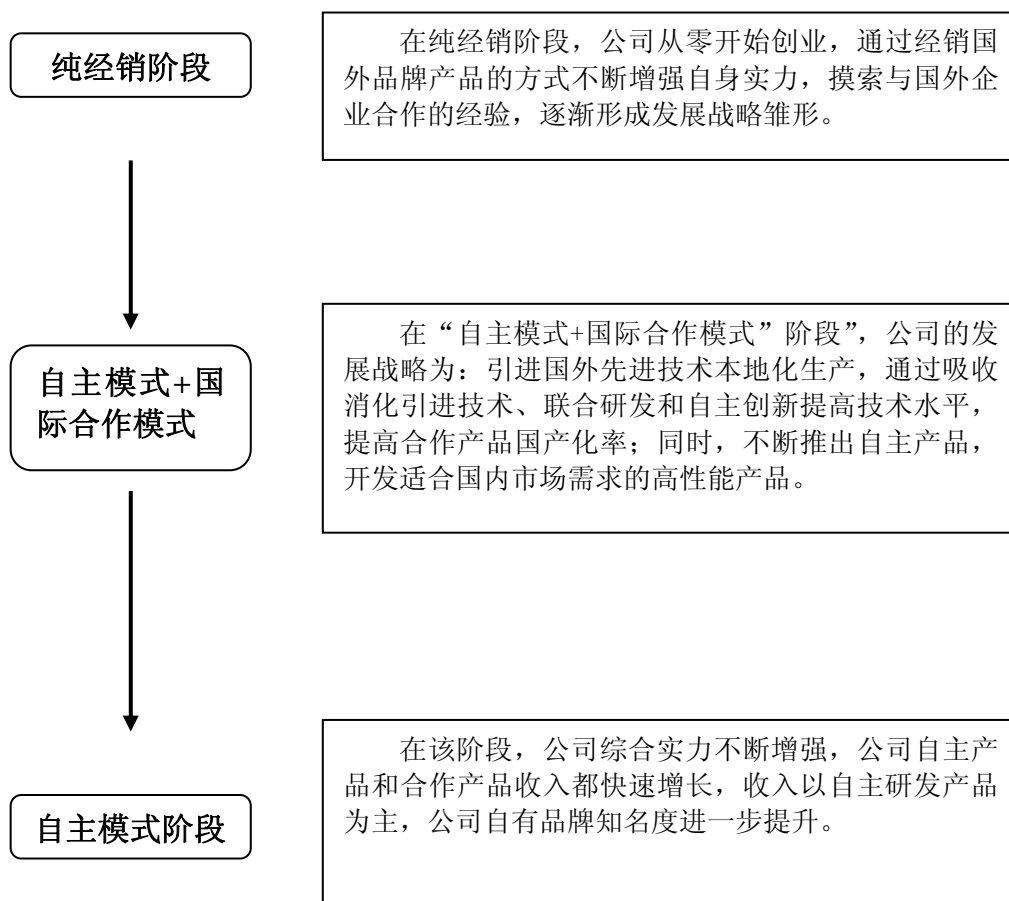 纯经销阶段
在纯经销阶段，公司从零开始创业，通过经销国
外品牌产品的方式不断增强自身实力，摸索与国外企
业合作的经验，逐渐形成发展战略雏形。
自主模式+国
际合作模式
在“自主模式+国际合作模式”阶段”，公司的发
展战略为：引进国外先进技术本地化生产，通过吸收
消化引进技术、联合研发和自主创新提高技术水平，
提高合作产品国产化率；同时，不断推出自主产品，
开发适合国内市场需求的高性能产品。
自主模式阶段
在该阶段，公司综合实力不断增强，公司自主产
品和合作产品收入都快速增长，收入以自主研发产品
为主，公司自有品牌知名度进一步提升。